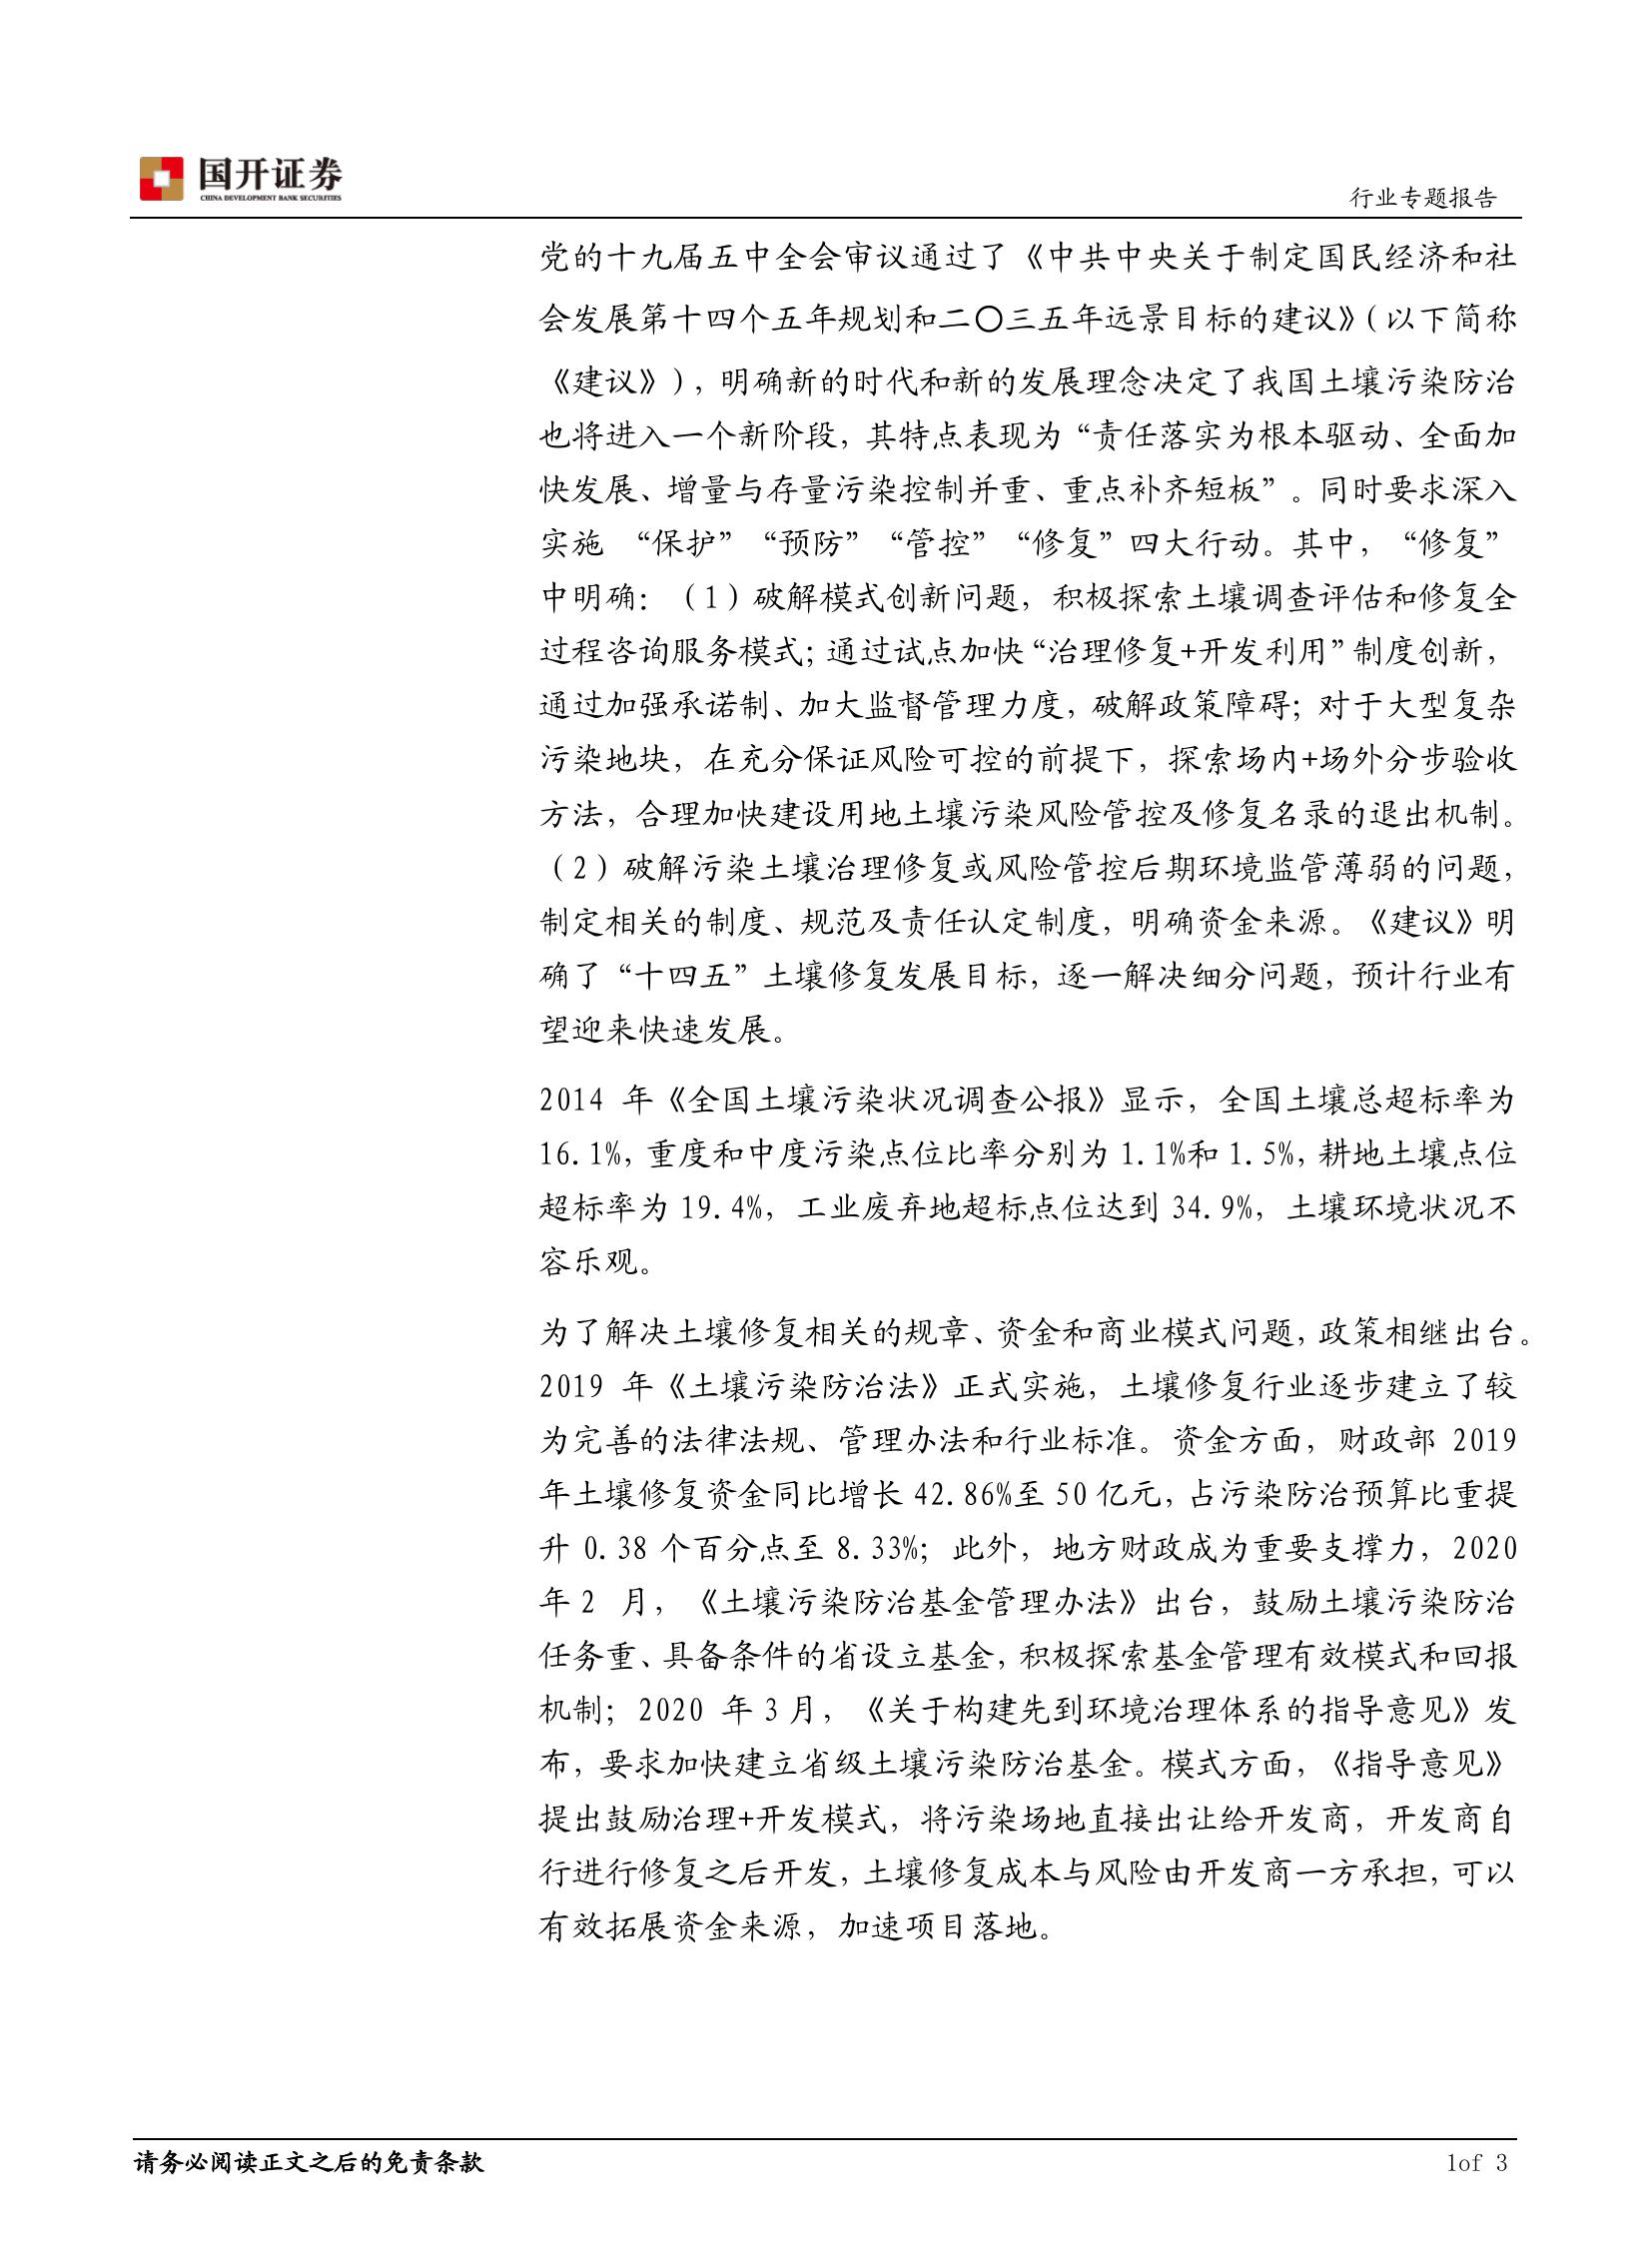 国开证券
CHINA DEVELOPMENT BANK SECURITIES
行业专题报告
党的十九届五中全会审议通过了《中共中央关于制定国民经济和社
会发展第十四个五年规划和二〇三五年远景目标的建议》（以下简称
《建议》），明确新的时代和新的发展理念决定了我国土壤污染防治
也将进入一个新阶段，其特点表现为“责任落实为根本驱动、全面加
快发展、增量与存量污染控制并重、重点补齐短板”。同时要求深入
实施 “保护”“预防”“管控”“修复”四大行动。其中，“修复”
中明确：（1）破解模式创新问题，积极探索土壤调查评估和修复全
过程咨询服务模式；通过试点加快“治理修复+开发利用”制度创新，
通过加强承诺制、加大监督管理力度，破解政策障碍；对于大型复杂
污染地块，在充分保证风险可控的前提下，探索场内+场外分步验收
方法，合理加快建设用地土壤污染风险管控及修复名录的退出机制。
（2）破解污染土壤治理修复或风险管控后期环境监管薄弱的问题，
制定相关的制度、规范及责任认定制度，明确资金来源。《建议》明
确了“十四五”土壤修复发展目标，逐一解决细分问题，预计行业有
望迎来快速发展。
2014 年《全国土壤污染状况调查公报》显示，全国土壤总超标率为
16.1%，重度和中度污染点位比率分别为 1.1%和 1.5%，耕地土壤点位
超标率为 19.4%，工业废弃地超标点位达到 34.9%，土壤环境状况不
容乐观。
为了解决土壤修复相关的规章、资金和商业模式问题，政策相继出台。
2019 年《土壤污染防治法》正式实施，土壤修复行业逐步建立了较
为完善的法律法规、管理办法和行业标准。资金方面，财政部 2019
年土壤修复资金同比增长 42.86%至 50 亿元，占污染防治预算比重提
升 0.38 个百分点至 8.33%；此外，地方财政成为重要支撑力，2020
年 2 月，《土壤污染防治基金管理办法》出台，鼓励土壤污染防治
任务重、具备条件的省设立基金，积极探索基金管理有效模式和回报
机制；2020 年 3 月，《关于构建先到环境治理体系的指导意见》发
布，要求加快建立省级土壤污染防治基金。模式方面，《指导意见》
提出鼓励治理+开发模式，将污染场地直接出让给开发商，开发商自
行进行修复之后开发，土壤修复成本与风险由开发商一方承担，可以
有效拓展资金来源，加速项目落地。
请务必阅读正文之后的免责条款
1of 3